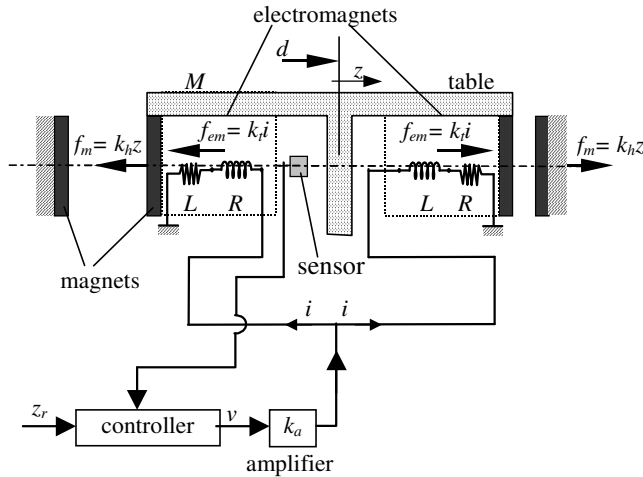 electromagnets
d
z
M
table
f_m= k_h z
f_em= k_t i
f_em= k_t i
f_m= k_h z
L
R
L
R
magnets
sensor
i
i
z_r
controller
v
k_a
amplifier